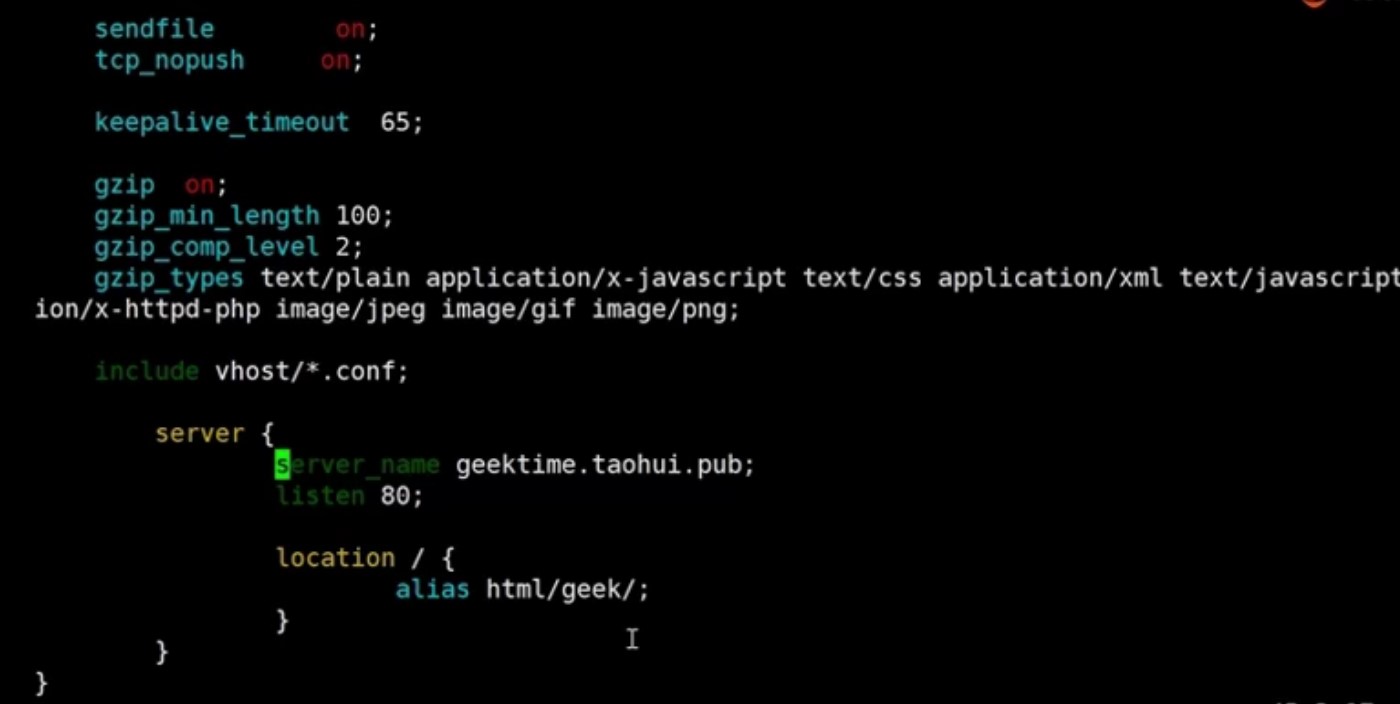 sendfile on;
tcp_nopush on;
keepalive_timeout 65;
gzip on;
gzip_min_length 100;
gzip_comp_level 2;
gzip_types text/plain application/x-javascript text/css application/xml text/javascript
ion/x-httpd-php image/jpeg image/gif image/png;
include vhost/*.conf;
server {
server_name geektime.taohui.pub;
listen 80;
location / {
alias html/geek/;
}
}
}